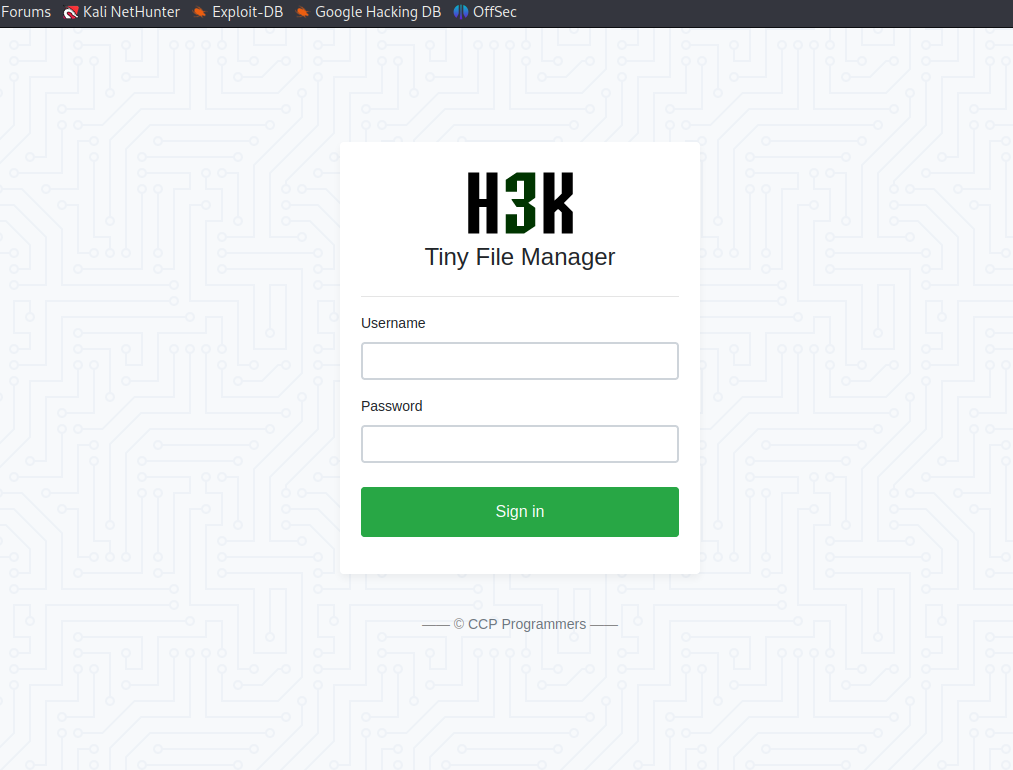 Forums Kali NetHunter Exploit-DB Google Hacking DB OffSec
H3K
Tiny File Manager
Username
Password
Sign in
—— © CCP Programmers ——